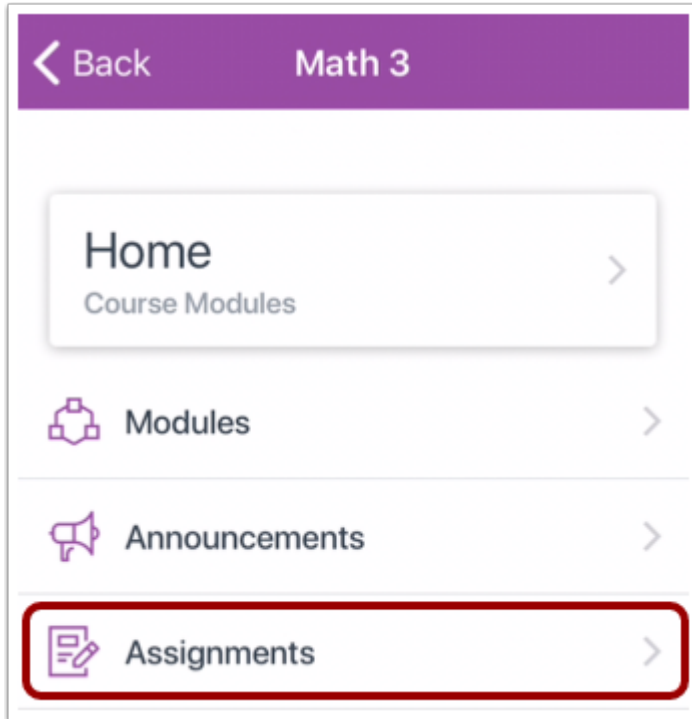 Back Math 3
Home
Course Modules
Modules
Announcements
Assignments